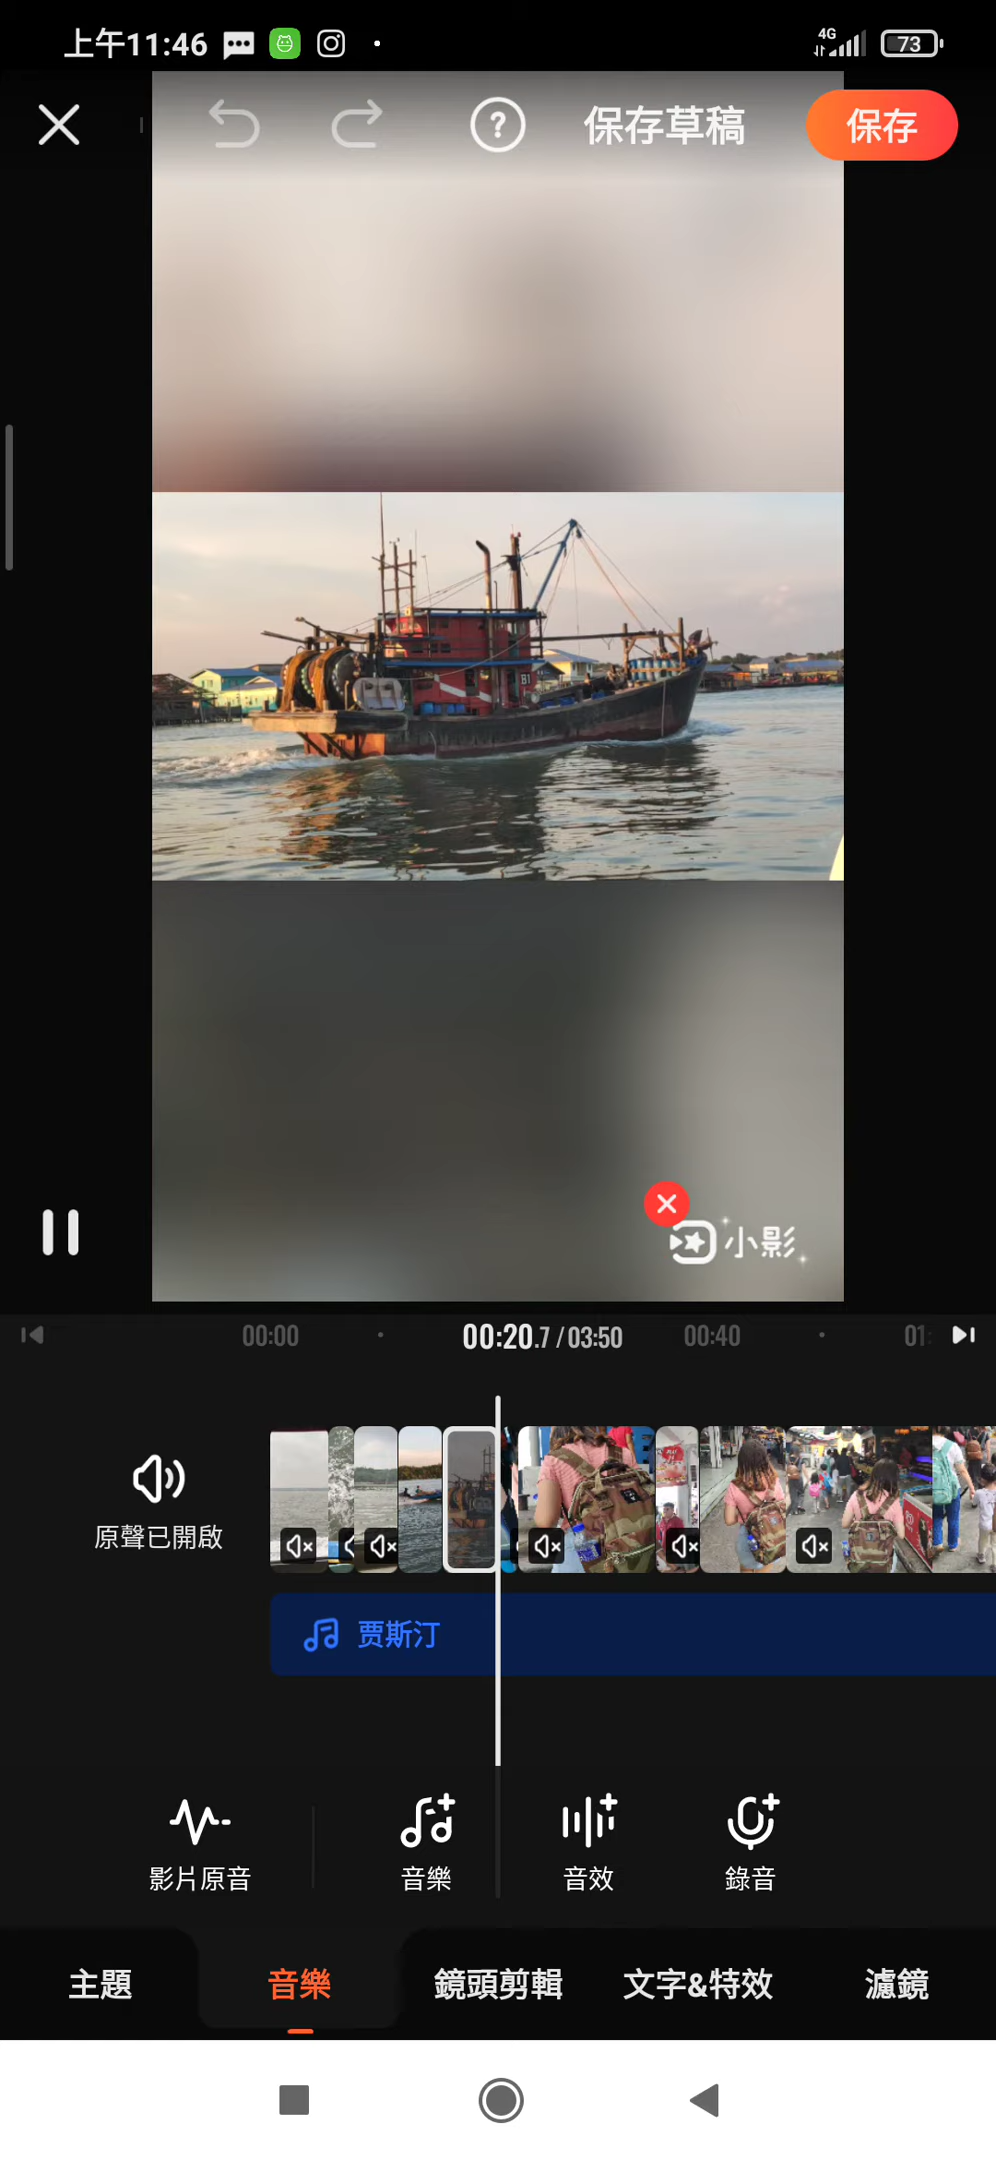 上午11:46
4G
73
保存草稿
保存
B1
小影
00:00
00:20.7 / 03:50
00:40
01:
原聲已開啟
贾斯汀
影片原音
音樂
音效
錄音
主題
音樂
鏡頭剪輯
文字&特效
濾鏡